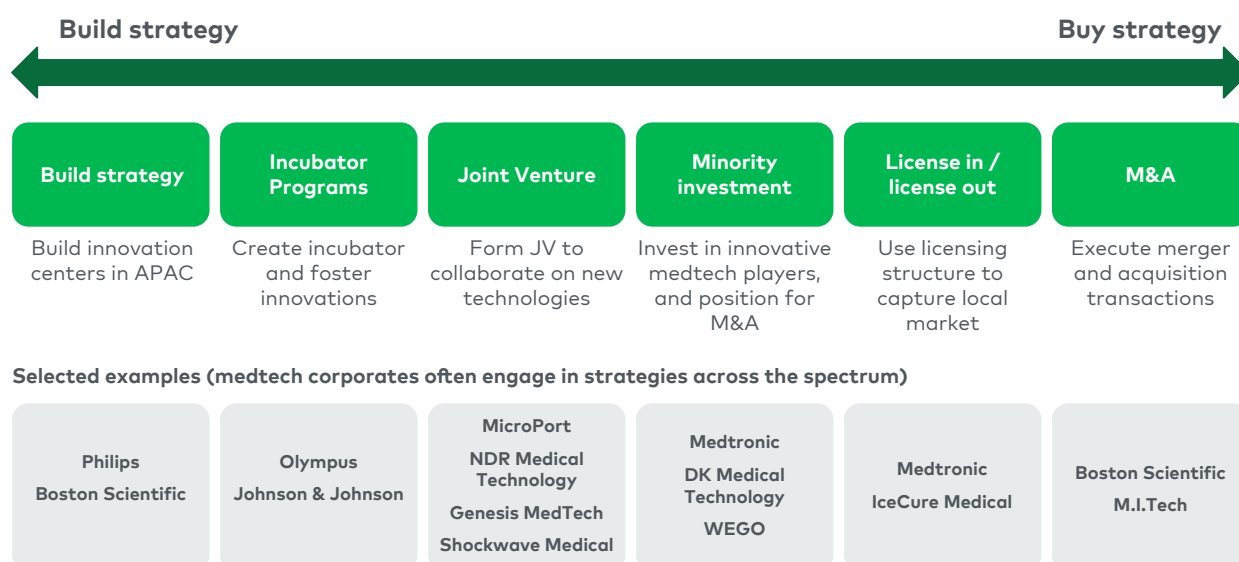 Build strategy
Buy strategy
Build strategy
Incubator
Programs
Joint Venture
Minority
investment
License in /
license out
M&A
Build innovation
centers in APAC
Create incubator
and foster
innovations
Form JV to
collaborate on new
technologies
Invest in innovative
medtech players,
and position for
M&A
Use licensing
structure to
capture local
market
Execute merger
and acquisition
transactions
Selected examples (medtech corporates often engage in strategies across the spectrum)
Philips
Boston Scientific
Olympus
Johnson & Johnson
MicroPort
NDR Medical
Technology
Genesis MedTech
Shockwave Medical
Medtronic
DK Medical
Technology
WEGO
Medtronic
IceCure Medical
Boston Scientific
M.I.Tech